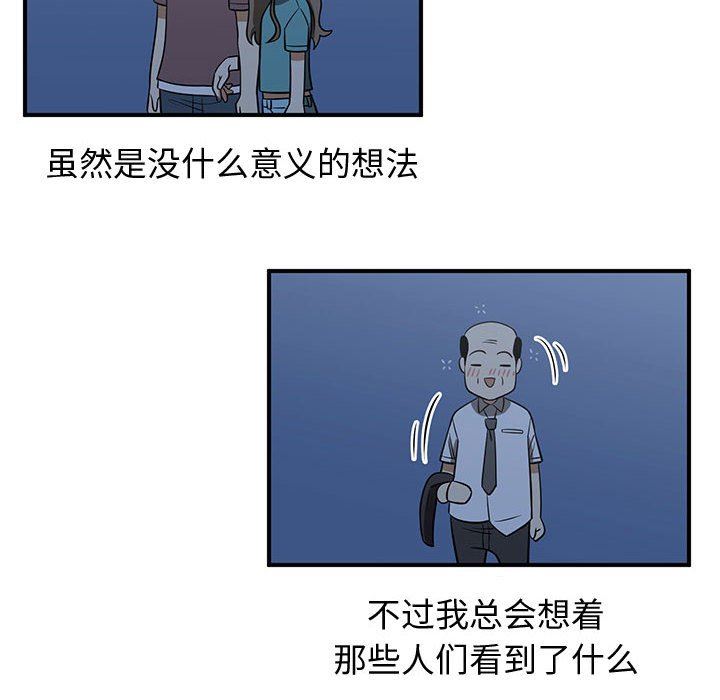 虽然是没什么意义的想法
不过我总会想着
那些人们看到了什么